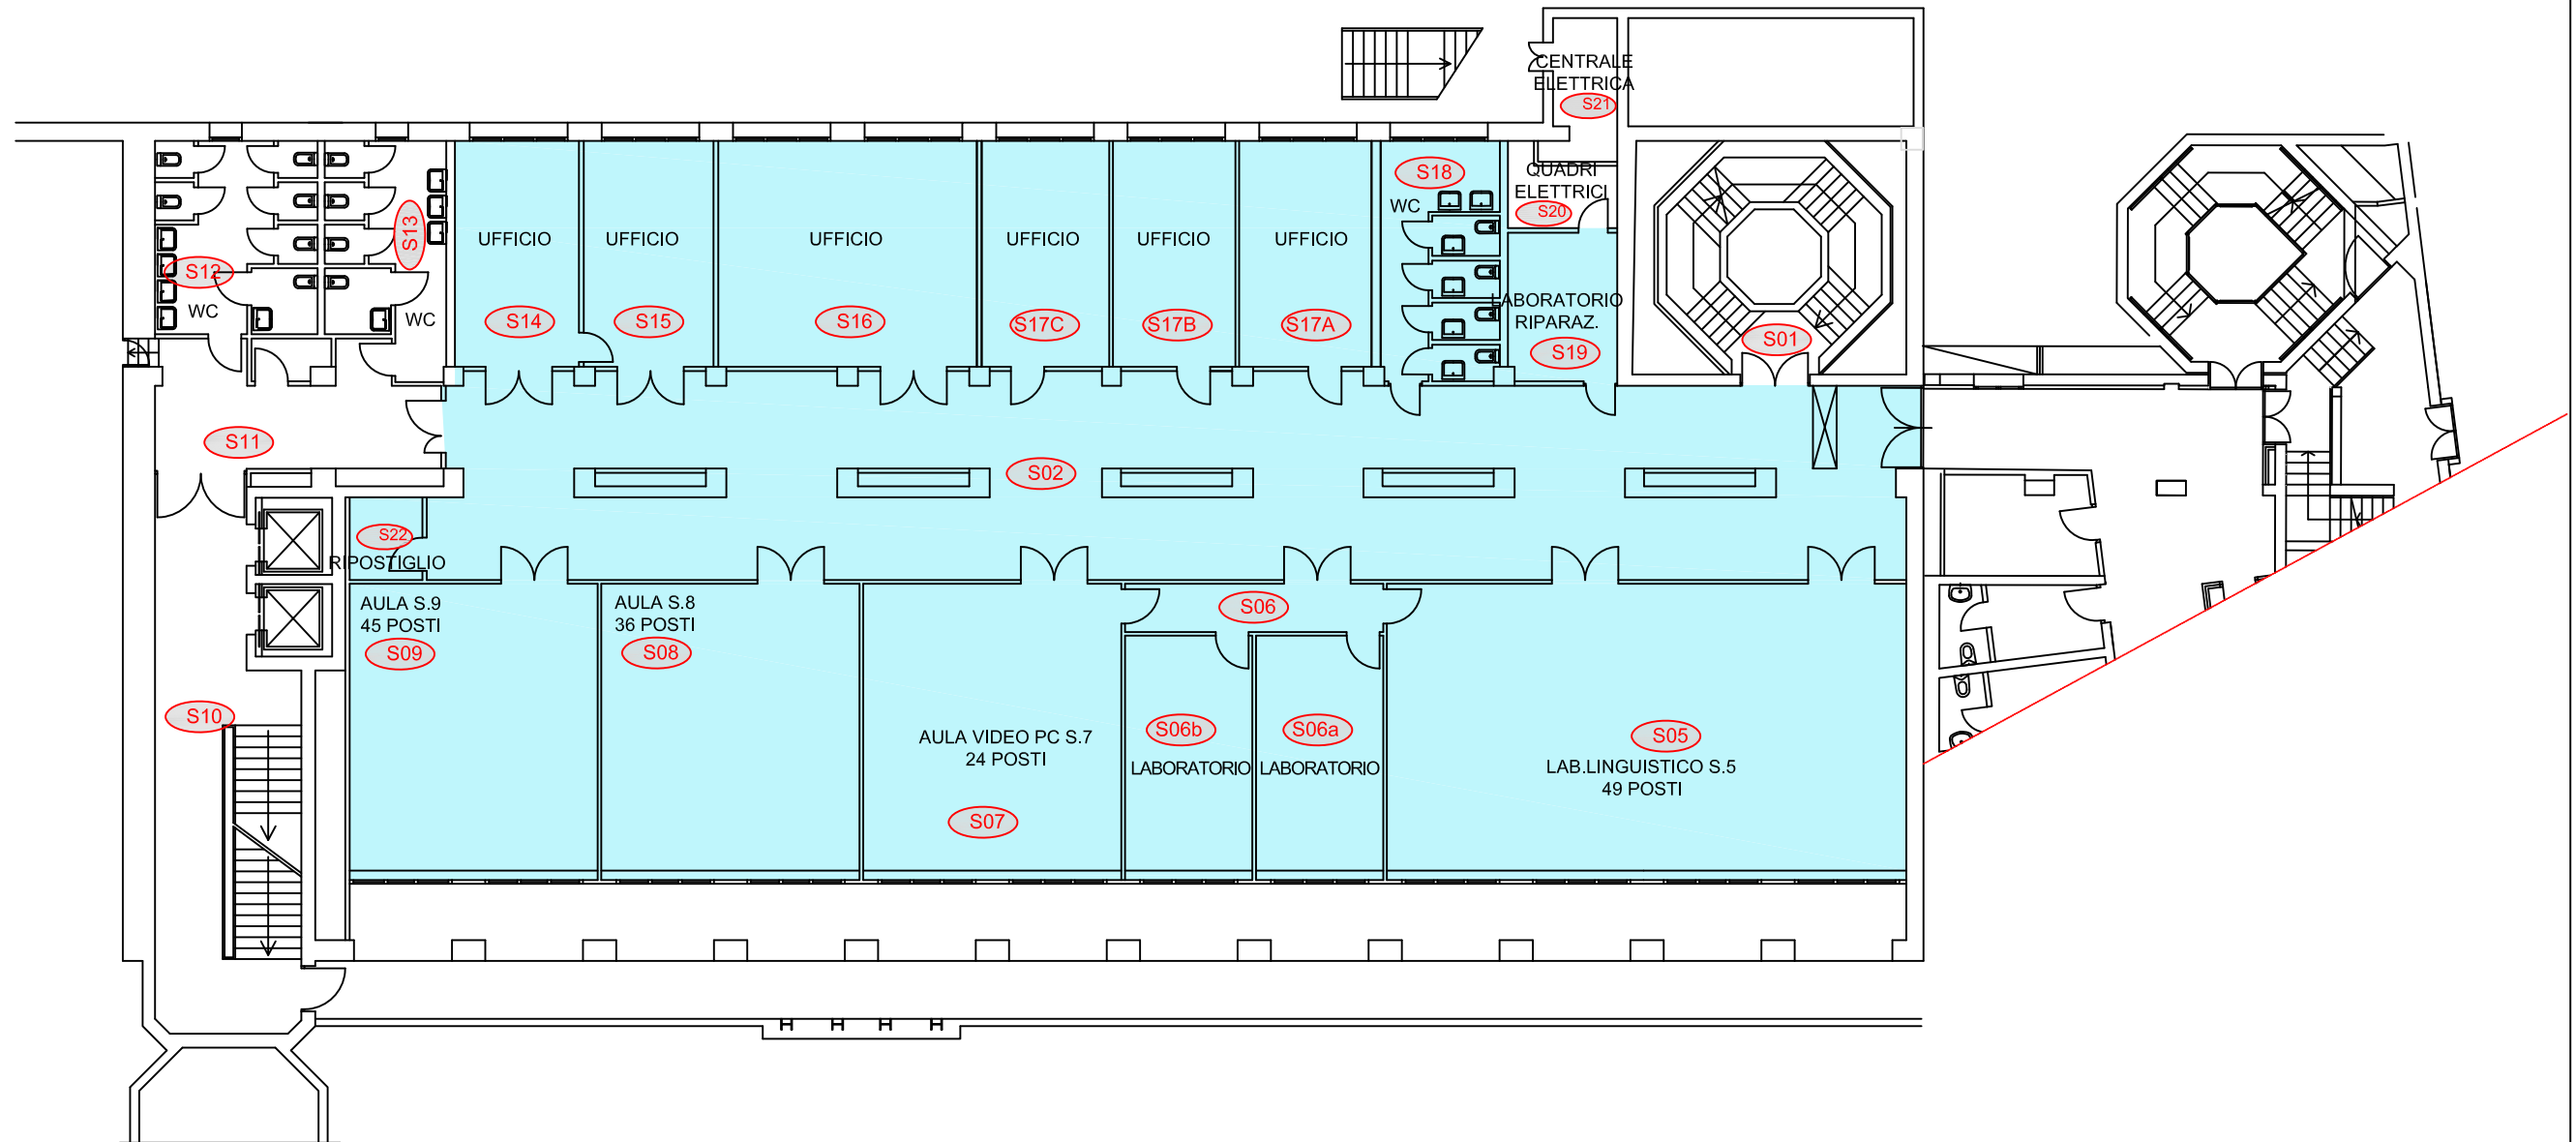 CENTRALE
ELETTRICA
S21
QUADRI
ELETTRICI
S20
S18
WC
S13
S12
WC
WC
UFFICIO
S14
UFFICIO
S15
UFFICIO
S16
UFFICIO
S17C
UFFICIO
S17B
UFFICIO
S17A
LABORATORIO
RIPARAZ.
S19
S01
S11
S02
S22
RIPOSTIGLIO
AULA S.9
45 POSTI
S09
AULA S.8
36 POSTI
S08
S06
S10
AULA VIDEO PC S.7
24 POSTI
S07
S06b
LABORATORIO
S06a
LABORATORIO
S05
LAB.LINGUISTICO S.5
49 POSTI